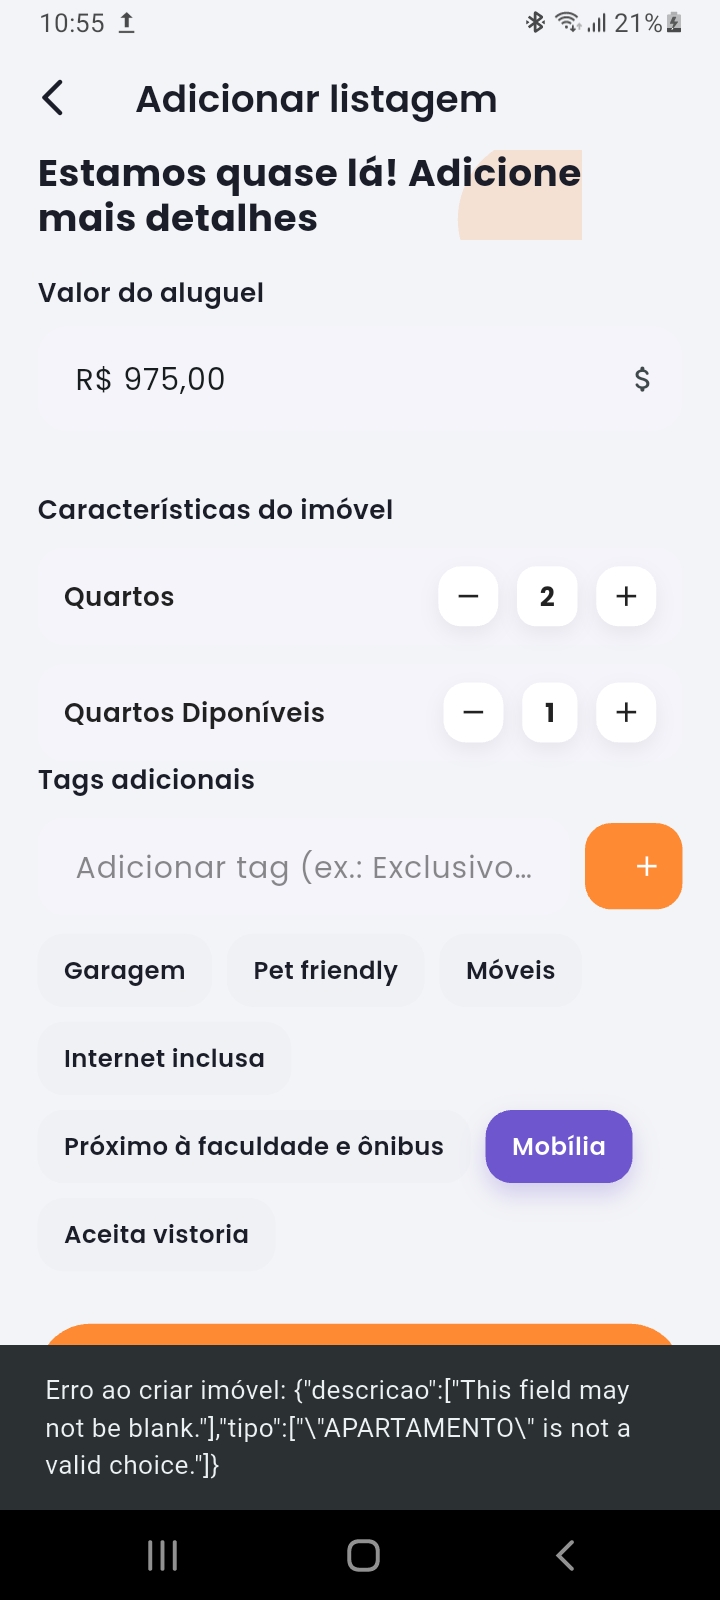 10:55
21%
Adicionar listagem
Estamos quase lá! Adicione
mais detalhes
Valor do aluguel
R$ 975,00
$
Características do imóvel
Quartos
− 2 +
Quartos Diponíveis
− 1 +
Tags adicionais
Adicionar tag (ex.: Exclusivo...
+
Garagem
Pet friendly
Móveis
Internet inclusa
Próximo à faculdade e ônibus
Mobília
Aceita vistoria
Erro ao criar imóvel: {"descricao":["This field may
not be blank."],"tipo":["\"APARTAMENTO\" is not a
valid choice."]}